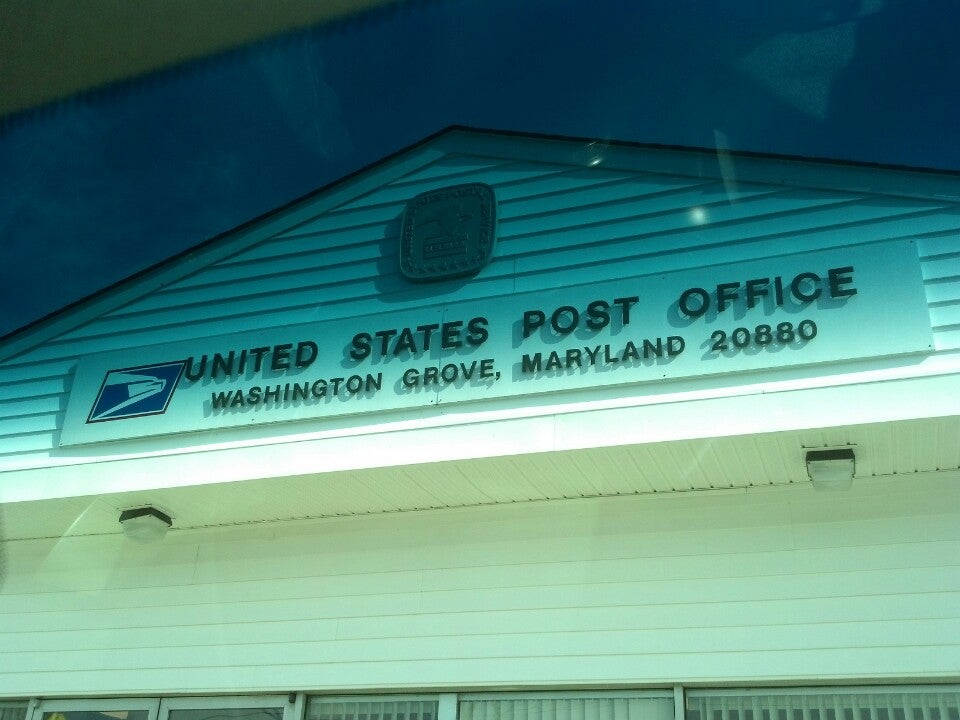 UNITED STATES POST OFFICE
WASHINGTON GROVE, MARYLAND 20880